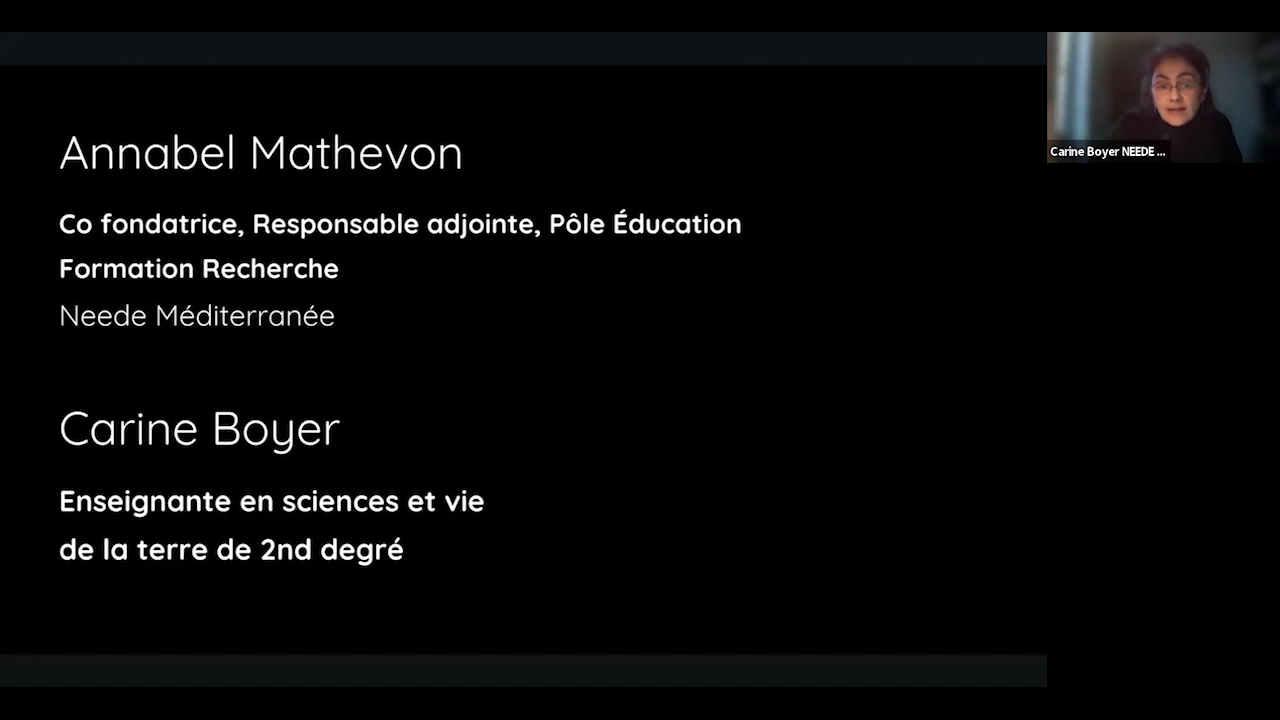 Annabel Mathevon
Co fondatrice, Responsable adjointe, Pôle Éducation
Formation Recherche
Neede Méditerranée
Carine Boyer
Enseignante en sciences et vie
de la terre de 2nd degré
Carine Boyer NEEDE ...